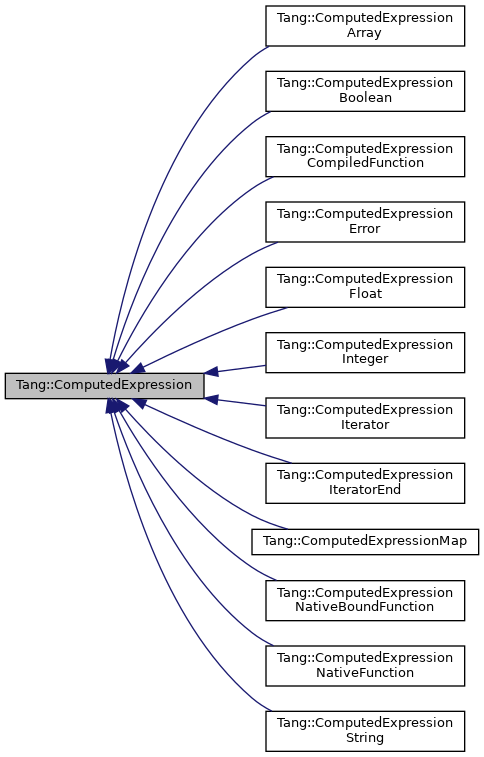 Tang::ComputedExpression
Array
Tang::ComputedExpression
Boolean
Tang::ComputedExpression
CompiledFunction
Tang::ComputedExpression
Error
Tang::ComputedExpression
Float
Tang::ComputedExpression
Integer
Tang::ComputedExpression
Tang::ComputedExpression
Iterator
Tang::ComputedExpression
IteratorEnd
Tang::ComputedExpressionMap
Tang::ComputedExpression
NativeBoundFunction
Tang::ComputedExpression
NativeFunction
Tang::ComputedExpression
String